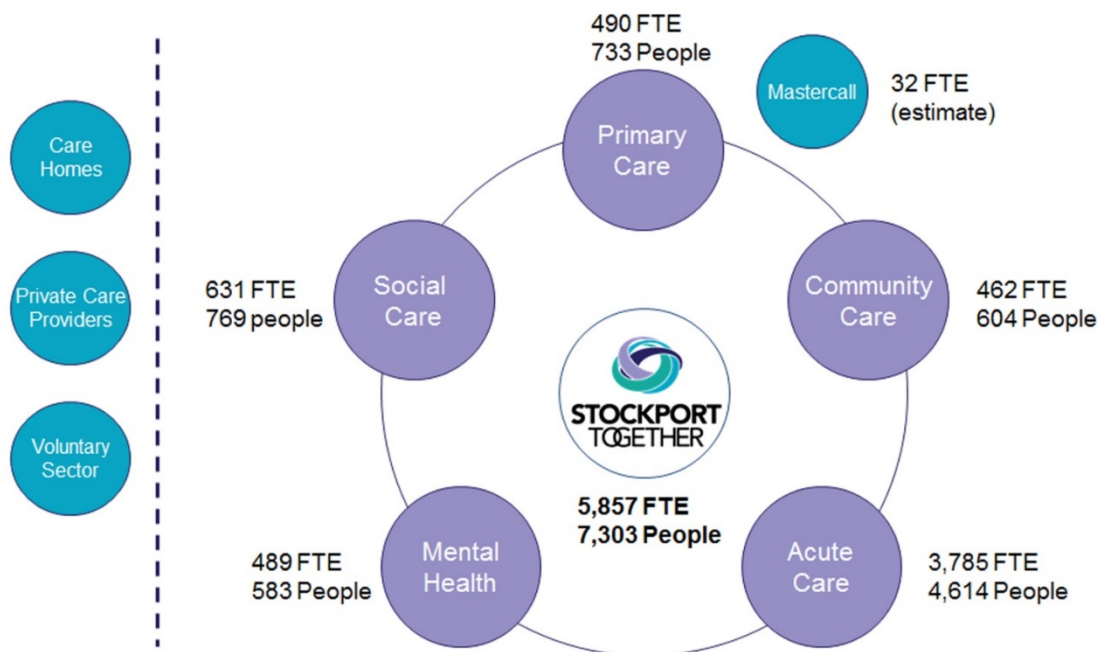 490 FTE
733 People
Primary
Care
Mastercall
32 FTE
(estimate)
Care
Homes
Private Care
Providers
Voluntary
Sector
631 FTE
769 people
Social
Care
Community
Care
462 FTE
604 People
STOCKPORT
TOGETHER
5,857 FTE
7,303 People
489 FTE
583 People
Mental
Health
Acute
Care
3,785 FTE
4,614 People